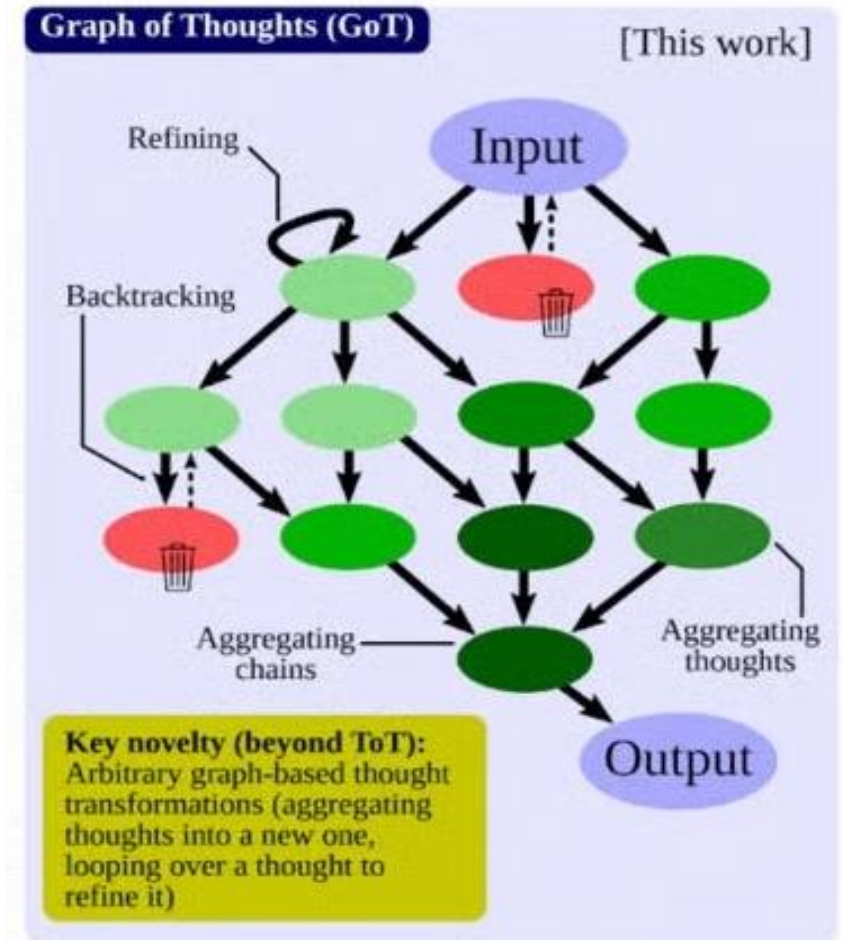 Graph of Thoughts (GoT)
[This work]
Input
Refining
Backtracking
Aggregating
chains
Aggregating
thoughts
Key novelty (beyond ToT):
Arbitrary graph-based thought
transformations (aggregating
thoughts into a new one,
looping over a thought to
refine it)
Output